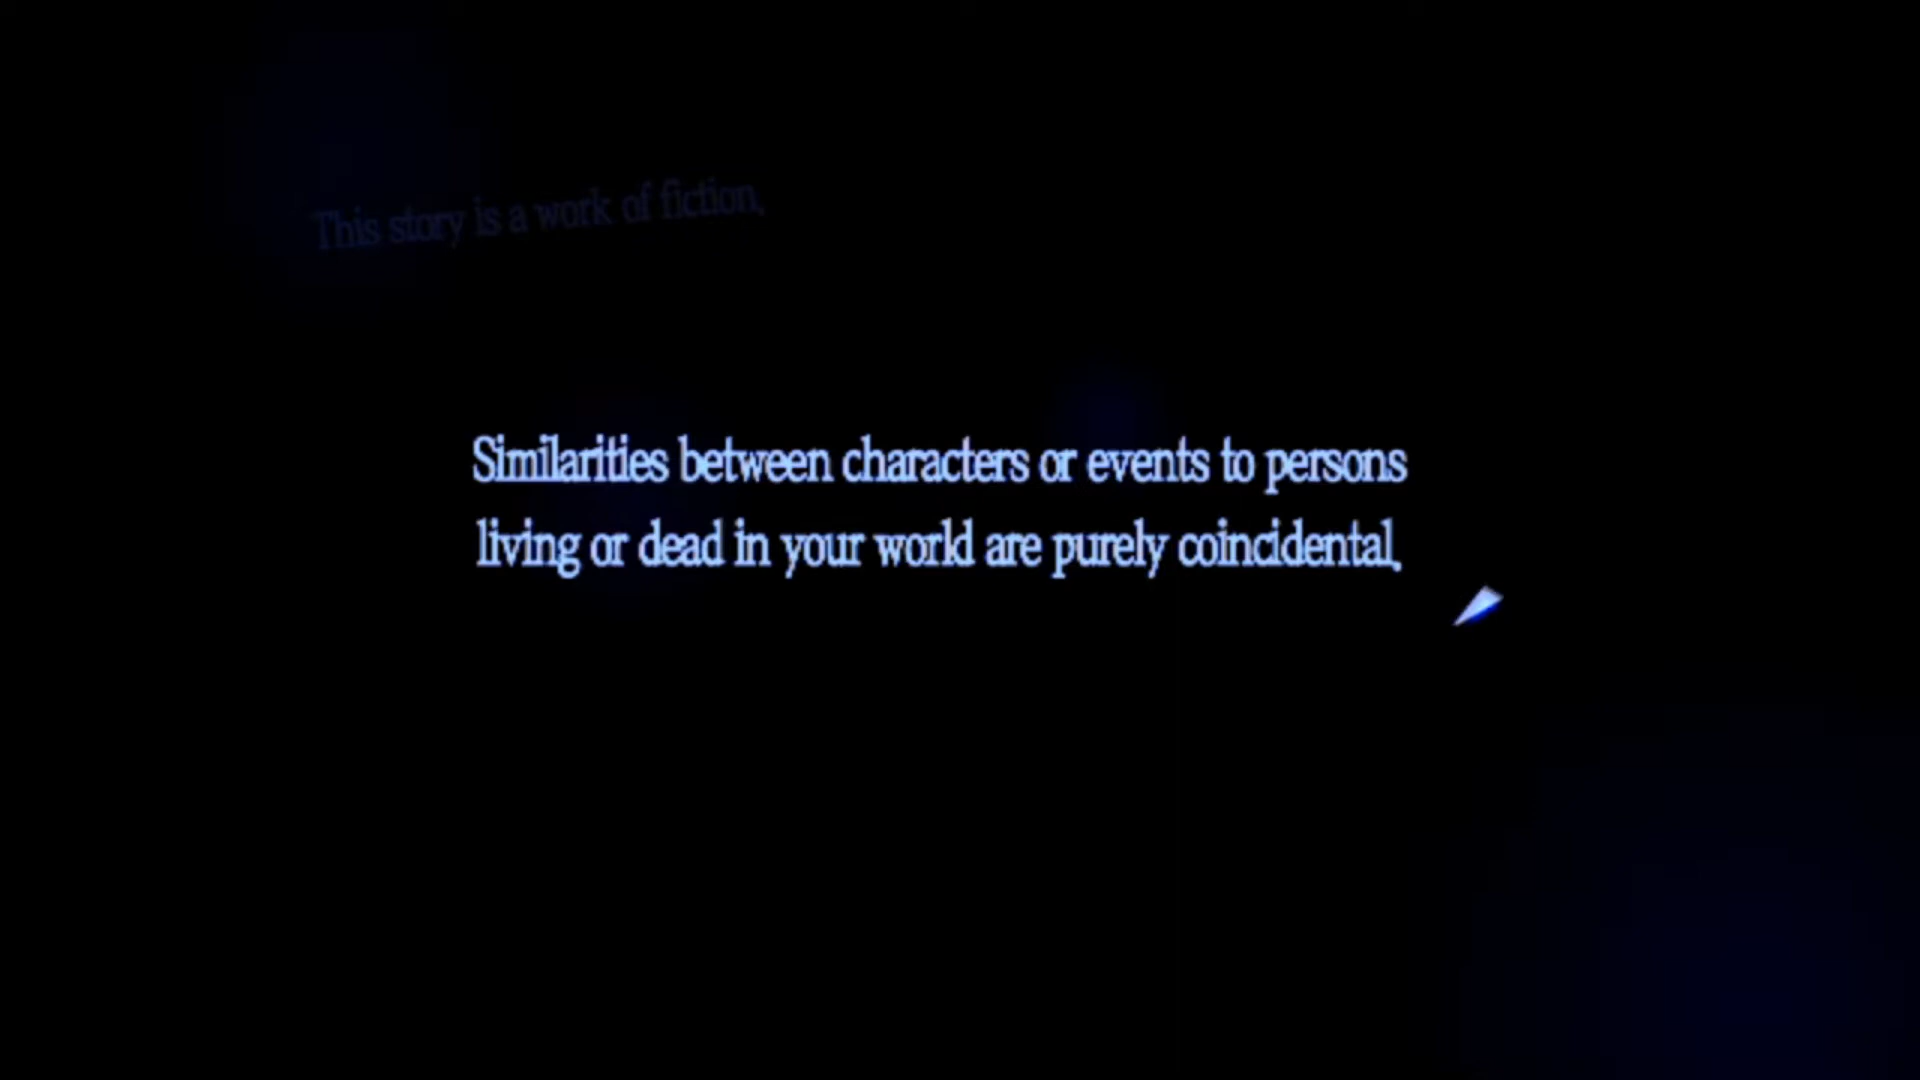 This story is a work of fiction.
Similarities between characters or events to persons
living or dead in your world are purely coincidental.